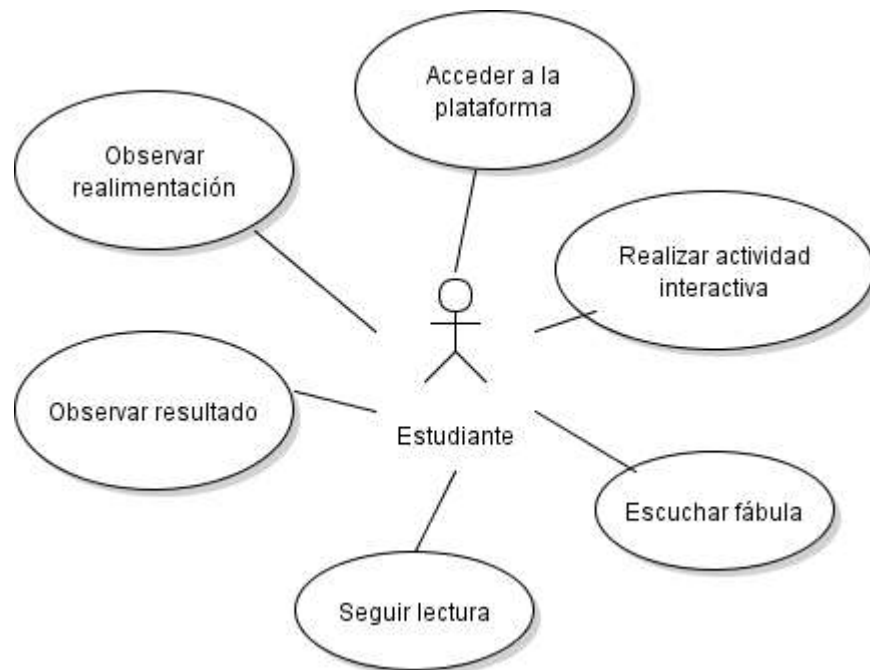 Acceder a la
plataforma
Observar
realimentación
Realizar actividad
interactiva
Observar resultado
Estudiante
Escuchar fábula
Seguir lectura